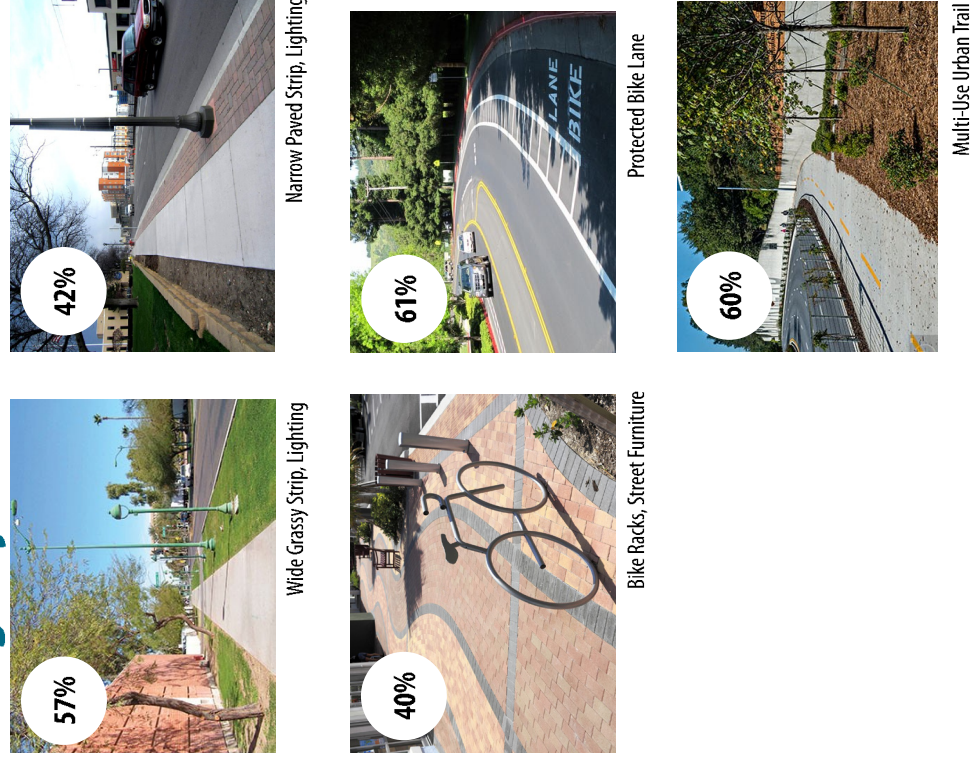 57%
Wide Grassy Strip, Lighting
42%
Narrow Paved Strip, Lighting
40%
Bike Racks, Street Furniture
61%
LANE
BIKE
Protected Bike Lane
60%
Multi-Use Urban Trail